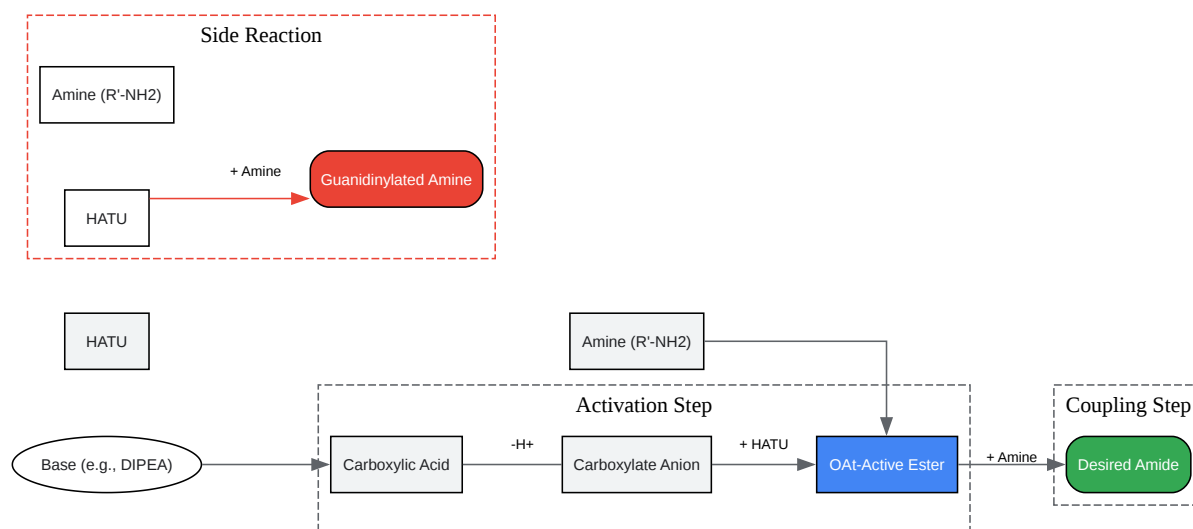 Side Reaction
Amine (R'-NH2)
+ Amine
Guanidinylated Amine
HATU
HATU
Amine (R'-NH2)
Activation Step
Coupling Step
Base (e.g., DIPEA)
Carboxylic Acid
-H+
Carboxylate Anion
+ HATU
OAt-Active Ester
+ Amine
Desired Amide